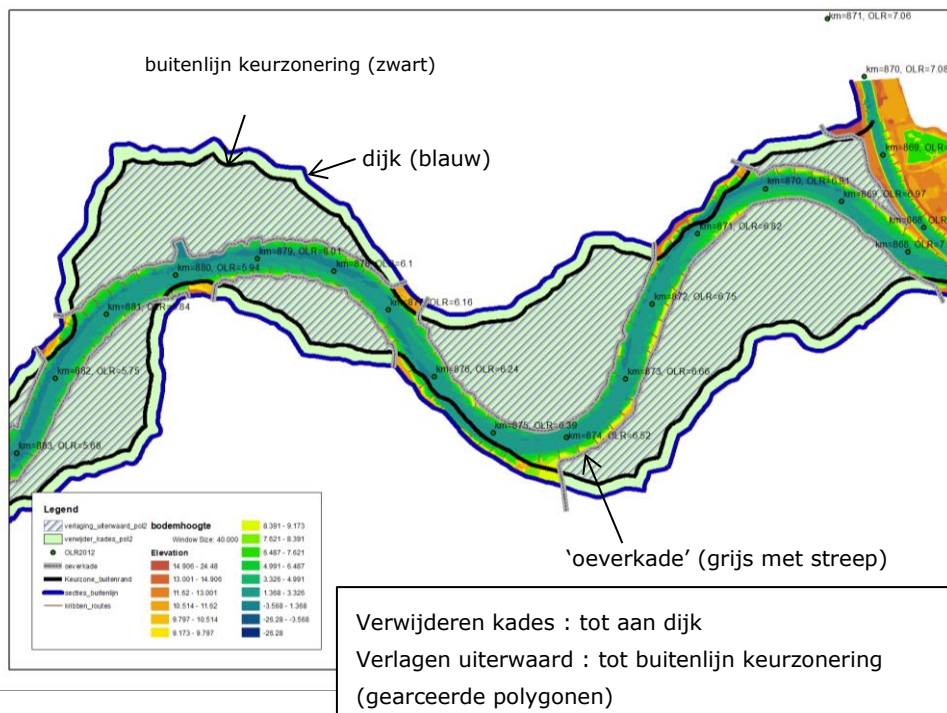 km=871, OLR=7.06
buitenlijn keurzonering (zwart)
km=870, OLR=7.08
dijk (blauw)
km=869, OLR=
km=870, OLR=6.91
km=869, OLR=6.97
km=868, OLR=
km=871, OLR=6.82
km=868, OLR=7.
km=879, OLR=6.01
km=878, OLR=6.1
km=880, OLR=5.94
km=872, OLR=6.75
km=877, OLR=6.16
km=881, OLR=5.84
km=882, OLR=5.75
km=876, OLR=6.24
km=873, OLR=6.66
km=875, OLR=6.39
km=874, OLR=6.52
km=883, OLR=5.68
'oeverkade' (grijs met streep)
Legend
verlaging_uiterwaard_pol2
verwijder_kades_pol2
OLR2012
oeverkade
Keurzone_buitenrand
secties_buitenlijn
kribben_routes
bodemhoogte
Window Size: 40.000
Elevation
14.906 - 24.48
13.001 - 14.906
11.62 - 13.001
10.514 - 11.62
9.797 - 10.514
9.173 - 9.797
8.391 - 9.173
7.621 - 8.391
6.487 - 7.621
4.991 - 6.487
3.326 - 4.991
1.368 - 3.326
-3.568 - 1.368
-26.28 - -3.568
-26.28
Verwijderen kades : tot aan dijk
Verlagen uiterwaard : tot buitenlijn keurzonering
(gearceerde polygonen)